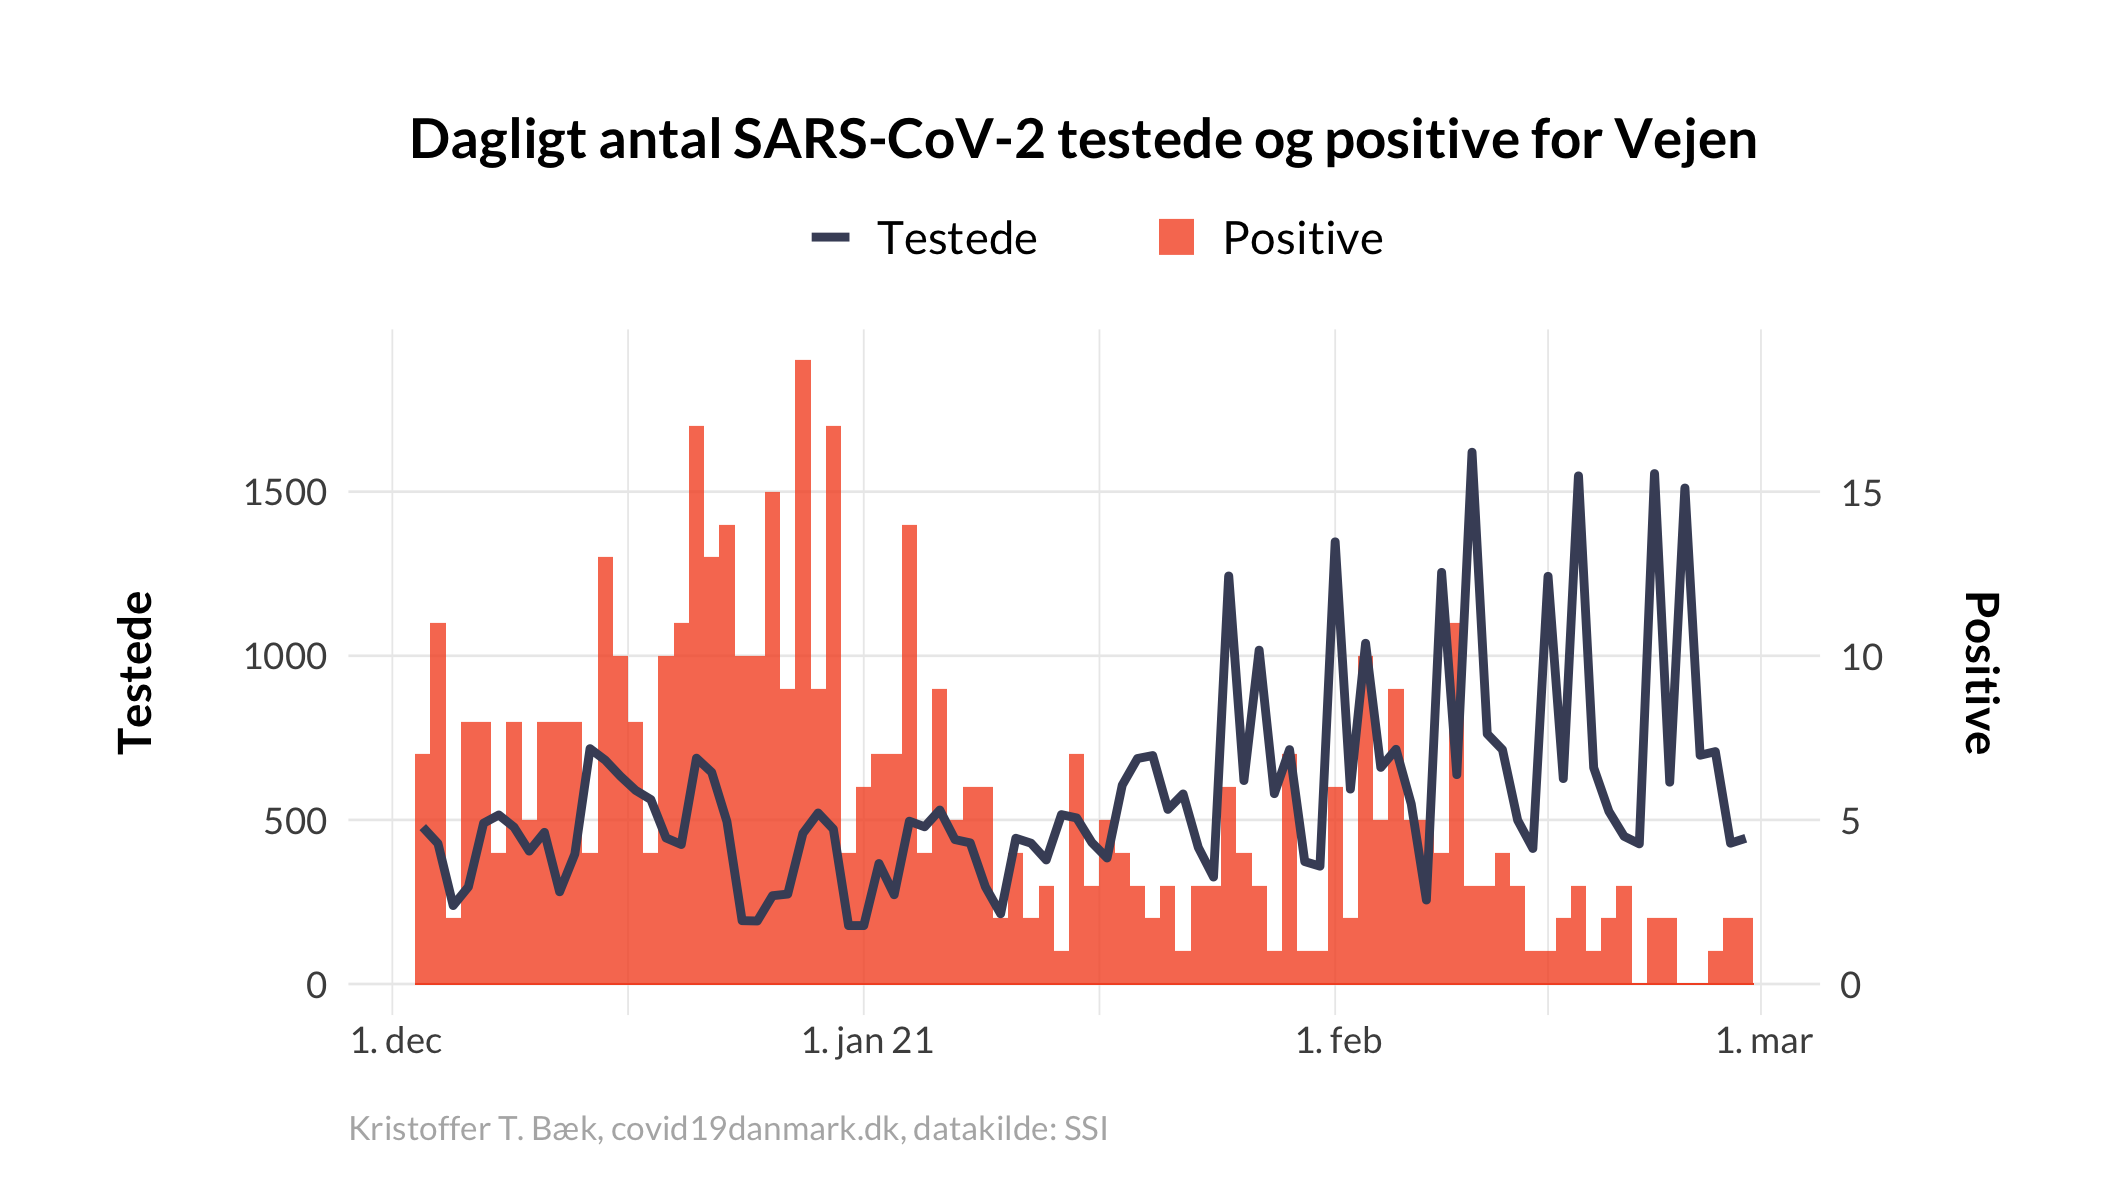 Dagligt antal SARS-CoV-2 testede og positive for Vejen
Testede
Positive
Testede
Positive
1500
1000
500
0
15
10
5
0
1. dec
1. jan 21
1. feb
1. mar
Kristoffer T. Bæk, covid19danmark.dk, datakilde: SSI